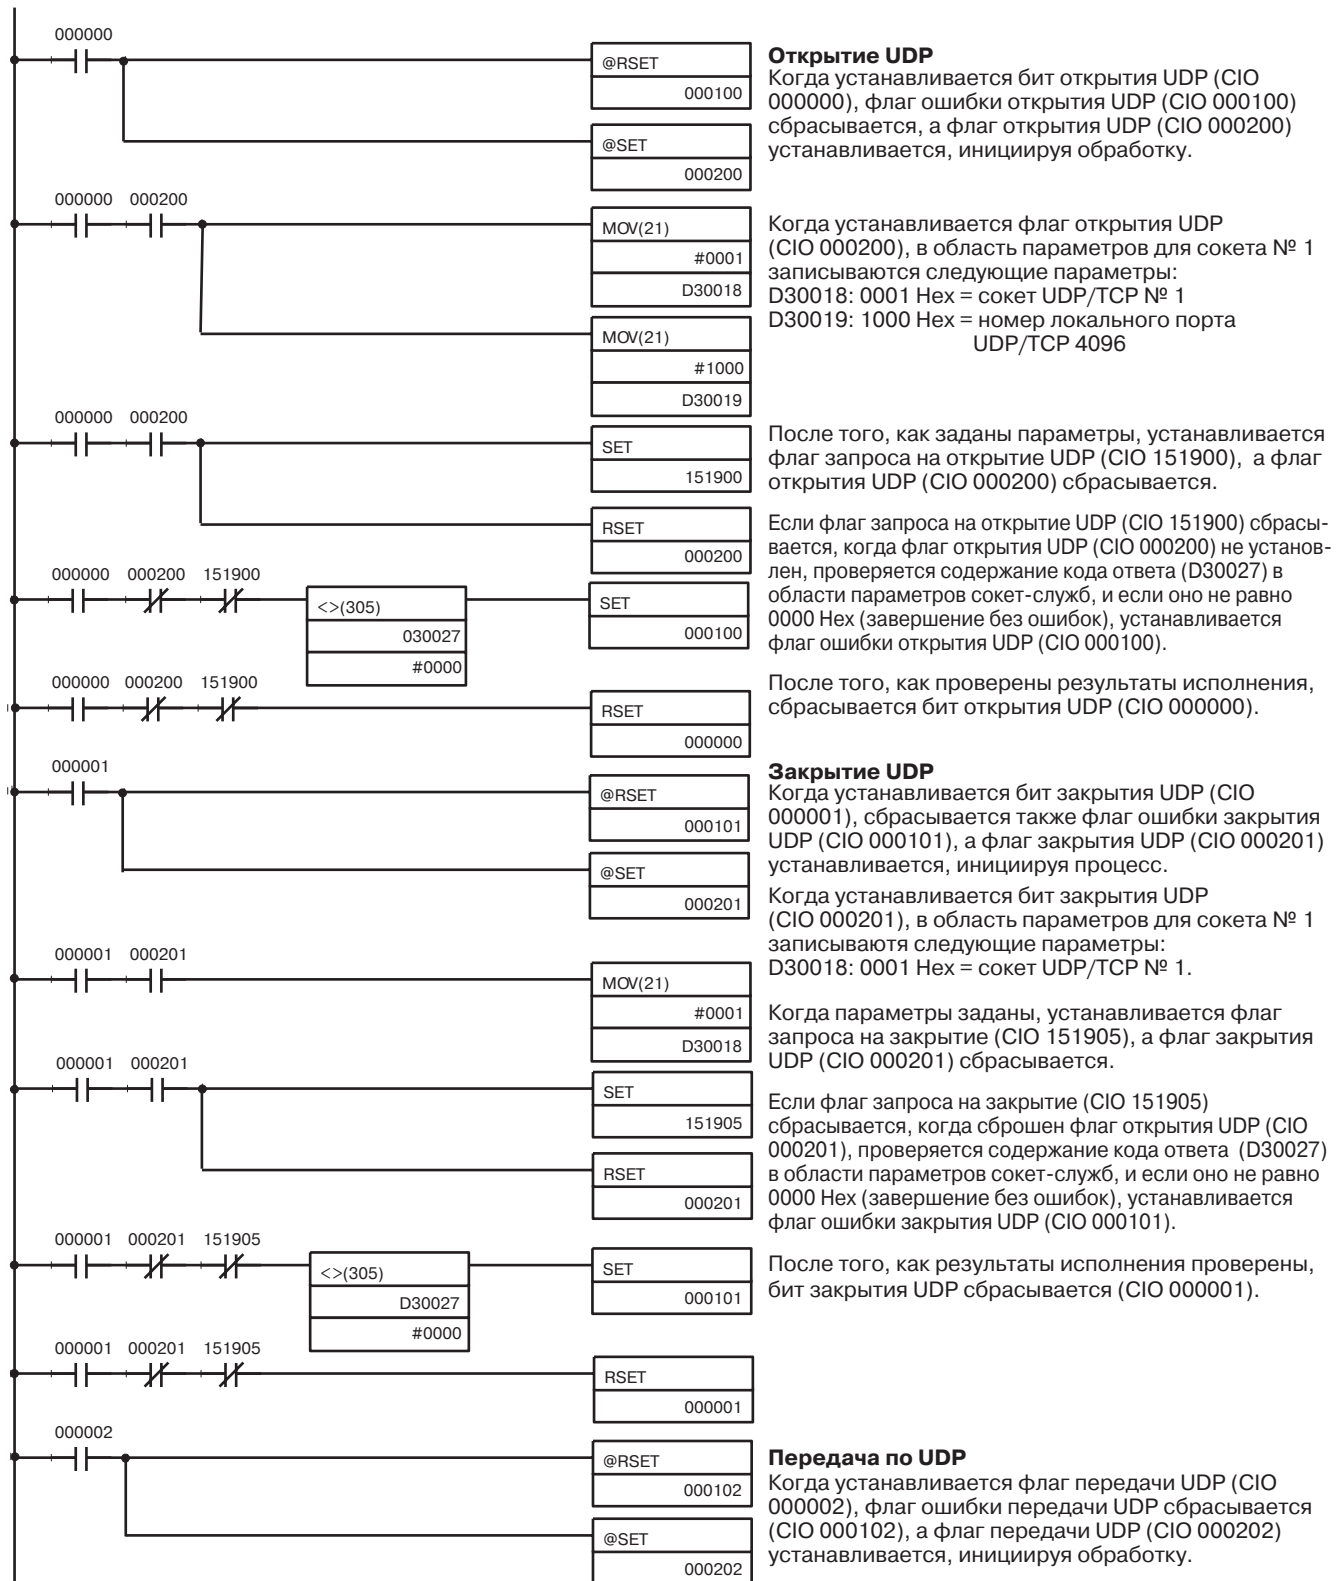 000000
@RSET
000100
@SET
000200
Открытие UDP
Когда устанавливается бит открытия UDP (CIO
000000), флаг ошибки открытия UDP (CIO 000100)
сбрасывается, а флаг открытия UDP (CIO 000200)
устанавливается, инициируя обработку.
000000 000200
MOV(21)
#0001
D30018
MOV(21)
#1000
D30019
Когда устанавливается флаг открытия UDP
(CIO 000200), в область параметров для сокета № 1
записываются следующие параметры:
D30018: 0001 Hex = сокет UDP/TCP № 1
D30019: 1000 Hex = номер локального порта
UDP/TCP 4096
000000 000200
SET
151900
RSET
000200
После того, как заданы параметры, устанавливается
флаг запроса на открытие UDP (CIO 151900), а флаг
открытия UDP (CIO 000200) сбрасывается.
000000 000200 151900
<>(305)
030027
#0000
SET
000100
Если флаг запроса на открытие UDP (CIO 151900) сбрасы-
вается, когда флаг открытия UDP (CIO 000200) не установ-
лен, проверяется содержание кода ответа (D30027) в
области параметров сокет-служб, и если оно не равно
0000 Hex (завершение без ошибок), устанавливается
флаг ошибки открытия UDP (CIO 000100).
000000 000200 151900
RSET
000000
После того, как проверены результаты исполнения,
сбрасывается бит открытия UDP (CIO 000000).
000001
@RSET
000101
@SET
000201
Закрытие UDP
Когда устанавливается бит закрытия UDP (CIO
000001), сбрасывается также флаг ошибки закрытия
UDP (CIO 000101), а флаг закрытия UDP (CIO 000201)
устанавливается, инициируя процесс.
Когда устанавливается бит закрытия UDP
(CIO 000201), в область параметров для сокета № 1
записываютя следующие параметры:
D30018: 0001 Hex = сокет UDP/TCP № 1.
000001 000201
MOV(21)
#0001
D30018
Когда параметры заданы, устанавливается флаг
запроса на закрытие (CIO 151905), а флаг закрытия
UDP (CIO 000201) сбрасывается.
000001 000201
SET
151905
RSET
000201
Если флаг запроса на закрытие (CIO 151905)
сбрасывается, когда сброшен флаг открытия UDP (CIO
000201), проверяется содержание кода ответа (D30027)
в области параметров сокет-служб, и если оно не равно
0000 Hex (завершение без ошибок), устанавливается
флаг ошибки закрытия UDP (CIO 000101).
000001 000201 151905
<>(305)
D30027
#0000
SET
000101
После того, как результаты исполнения проверены,
бит закрытия UDP сбрасывается (CIO 000001).
000001 000201 151905
RSET
000001
000002
@RSET
000102
@SET
000202
Передача по UDP
Когда устанавливается флаг передачи UDP (CIO
000002), флаг ошибки передачи UDP сбрасывается
(CIO 000102), а флаг передачи UDP (CIO 000202)
устанавливается, инициируя обработку.